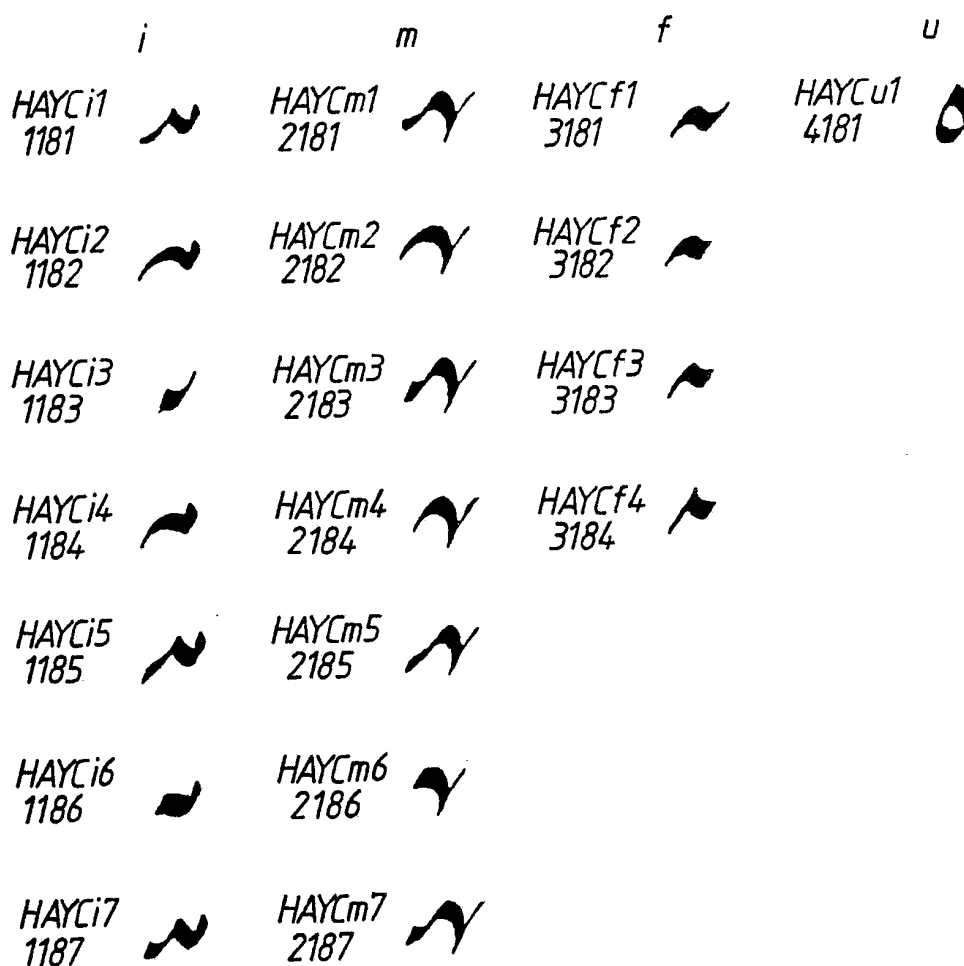 i m f u
HAYCi1 HAYCm1 HAYCf1 HAYCu1
1181 2181 3181 4181
HAYCi2 HAYCm2 HAYCf2
1182 2182 3182
HAYCi3 HAYCm3 HAYCf3
1183 2183 3183
HAYCi4 HAYCm4 HAYCf4
1184 2184 3184
HAYCi5 HAYCm5
1185 2185
HAYCi6 HAYCm6
1186 2186
HAYCi7 HAYCm7
1187 2187